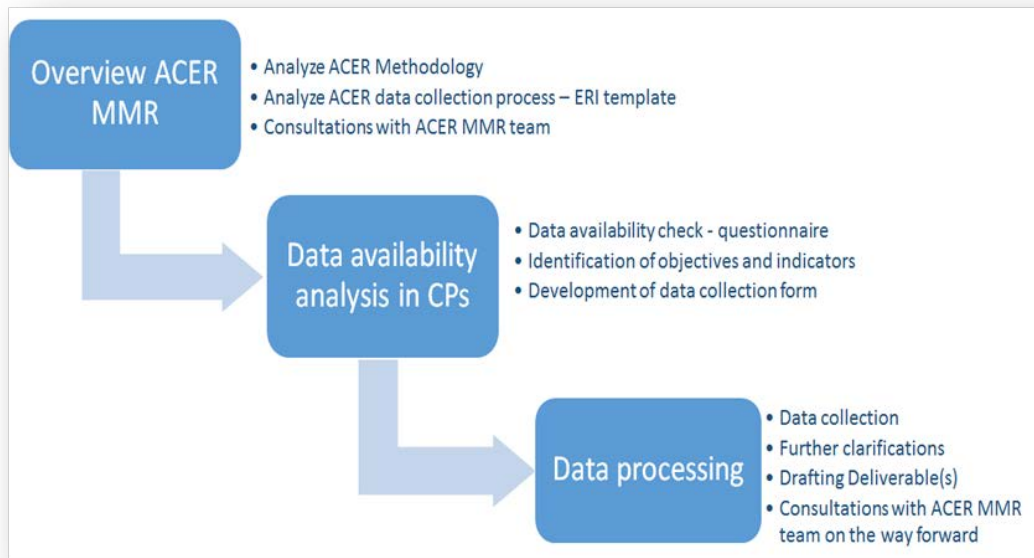 Overview ACER
MMR
• Analyze ACER Methodology
• Analyze ACER data collection process – ERI template
• Consultations with ACER MMR team
Data availability
analysis in CPs
• Data availability check - questionnaire
• Identification of objectives and indicators
• Development of data collection form
Data processing
• Data collection
• Further clarifications
• Drafting Deliverable(s)
• Consultations with ACER MMR
team on the way forward